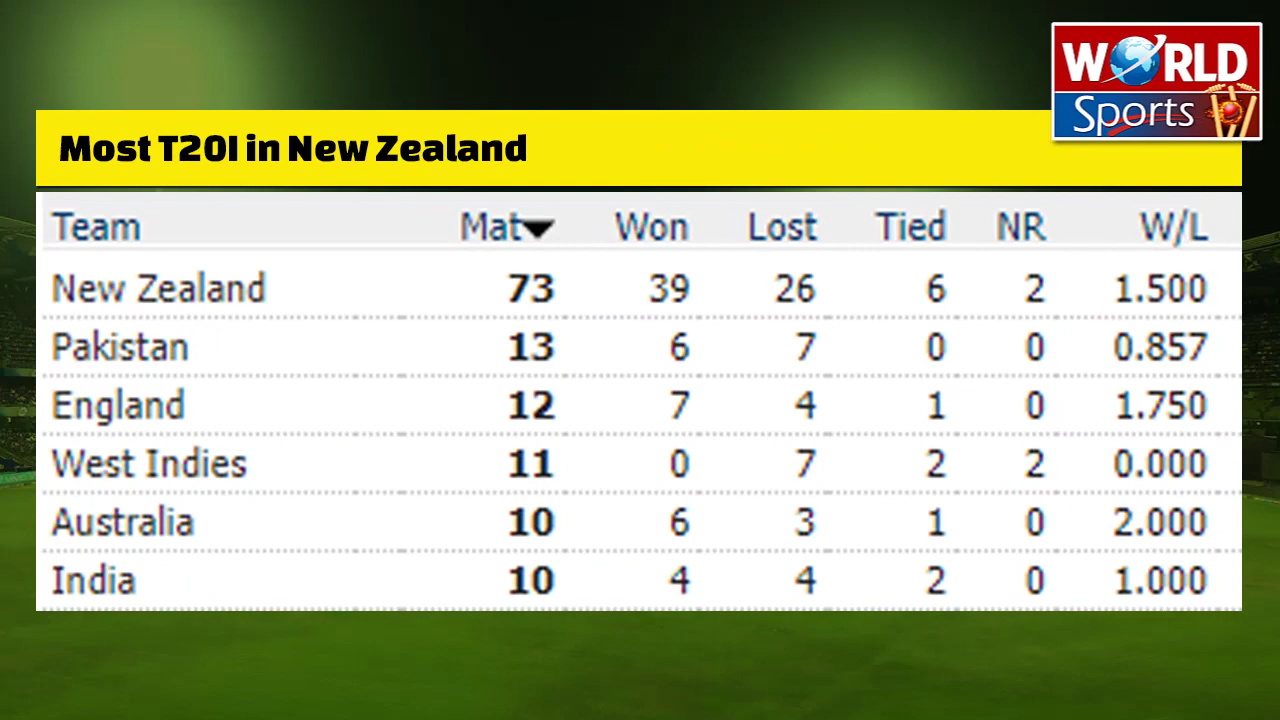 WORLD
Sports
Most T20I in New Zealand
Team Mat Won Lost Tied NR W/L
New Zealand 73 39 26 6 2 1.500
Pakistan 13 6 7 0 0 0.857
England 12 7 4 1 0 1.750
West Indies 11 0 7 2 2 0.000
Australia 10 6 3 1 0 2.000
India 10 4 4 2 0 1.000